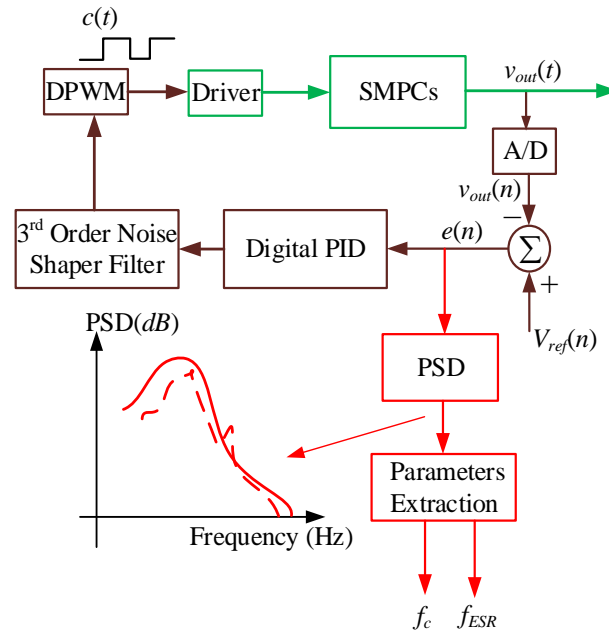 c(t)
DPWM
Driver
SMPCs
v_out(t)
A/D
v_out(n)
3rd Order Noise
Shaper Filter
Digital PID
e(n)
−
Σ
+
V_ref(n)
PSD(dB)
PSD
Parameters
Extraction
Frequency (Hz)
f_c
f_ESR